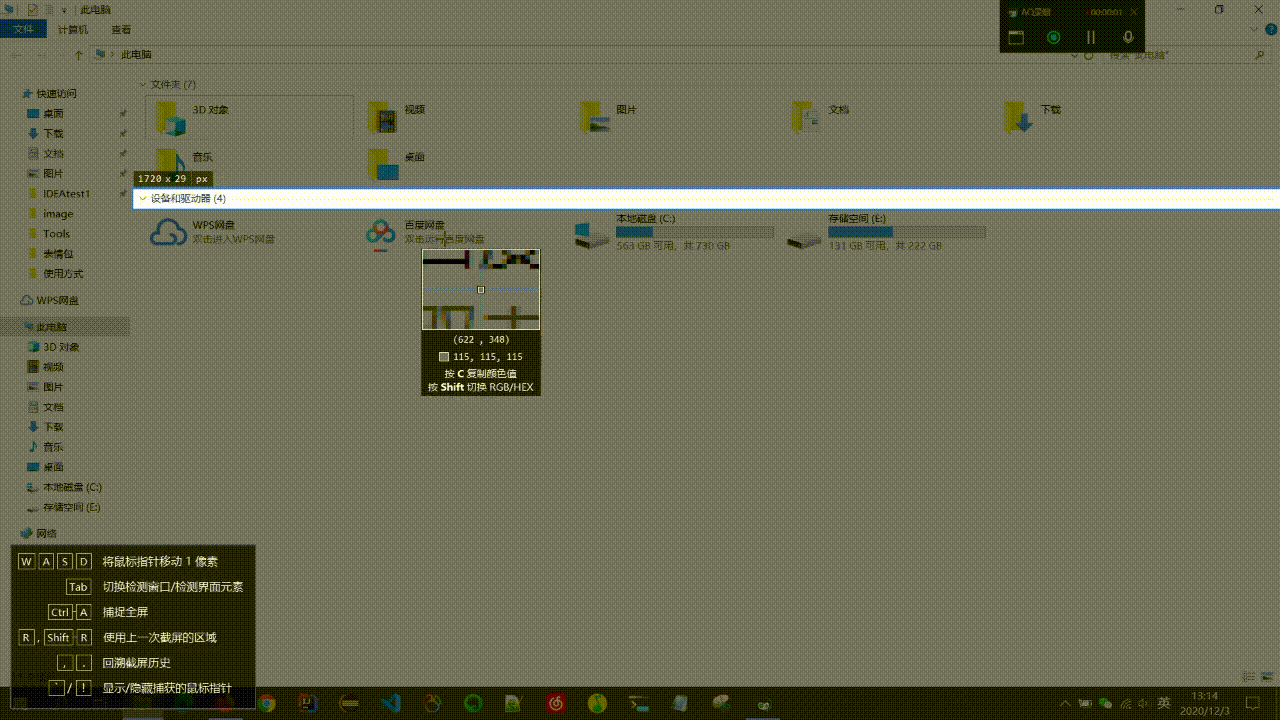 此电脑
AQ录屏 00:00:01
文件 计算机 查看
此电脑
搜索"此电脑"
快速访问
桌面
下载
文档
图片
IDEAtest1
image
Tools
表情包
使用方式
WPS网盘
此电脑
3D 对象
视频
图片
文档
下载
音乐
桌面
本地磁盘 (C:)
存储空间 (E:)
网络
文件夹 (7)
3D 对象 视频 图片 文档 下载
音乐 桌面
1720 x 29 px
设备和驱动器 (4)
WPS网盘
双击进入WPS网盘
百度网盘
双击运行百度网盘
本地磁盘 (C:)
563 GB 可用, 共 730 GB
存储空间 (E:)
131 GB 可用, 共 222 GB
(622 , 348)
115, 115, 115
按 C 复制颜色值
按 Shift 切换 RGB/HEX
W A S D 将鼠标指针移动 1 像素
Tab 切换检测窗口/检测界面元素
Ctrl+A 捕捉全屏
R , Shift+R 使用上一次截屏的区域
, . 回溯截屏历史
` / ! 显示/隐藏捕获的鼠标指针
英
13:14
2020/12/3